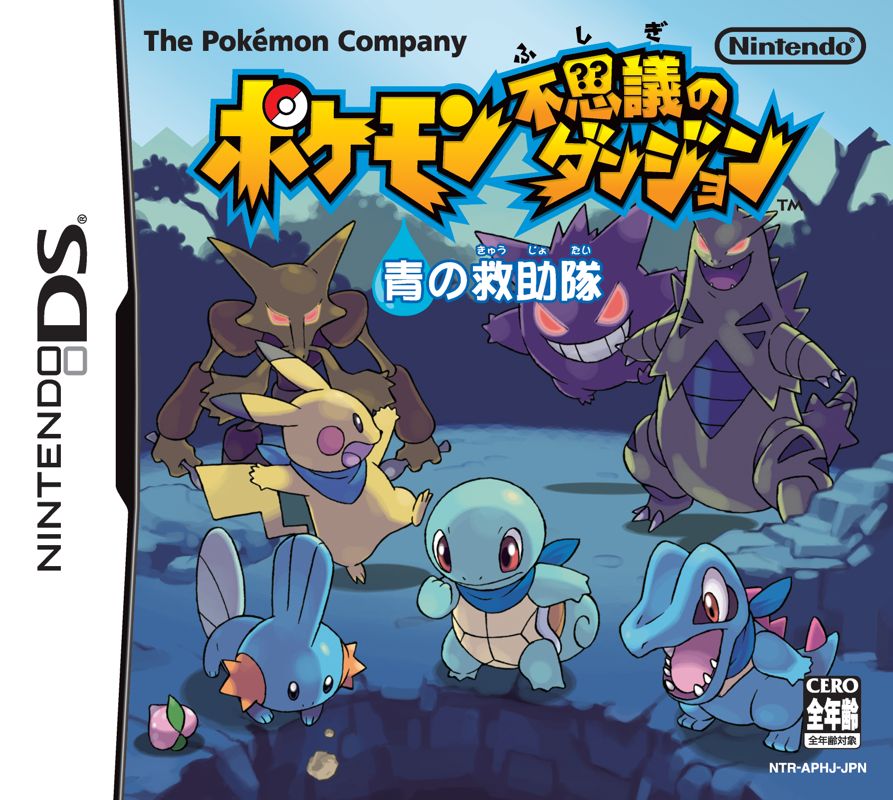 The Pokémon Company
Nintendo®
ふしぎ
ポケモン不思議の
ダンジョン™
きゅうじょたい
青の救助隊
NINTENDO DS®
CERO
全年齢
全年齢対象
NTR-APHJ-JPN